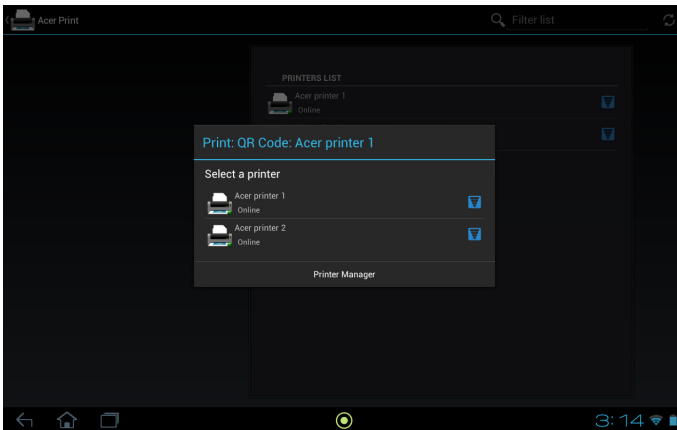 Acer Print
Filter list
PRINTERS LIST
Acer printer 1
Online
Print: QR Code: Acer printer 1
Select a printer
Acer printer 1
Online
Acer printer 2
Online
Printer Manager
3:14